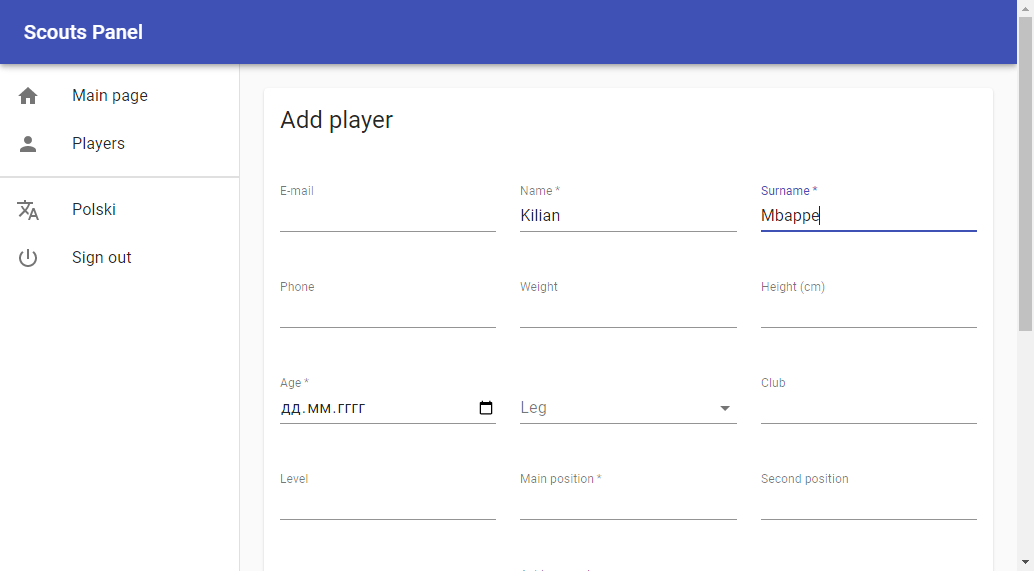 Scouts Panel
Main page
Players
Polski
Sign out
Add player
E-mail
Name *
Kilian
Surname *
Mbappe
Phone
Weight
Height (cm)
Age *
дд.мм.гггг
Leg
Club
Level
Main position *
Second position